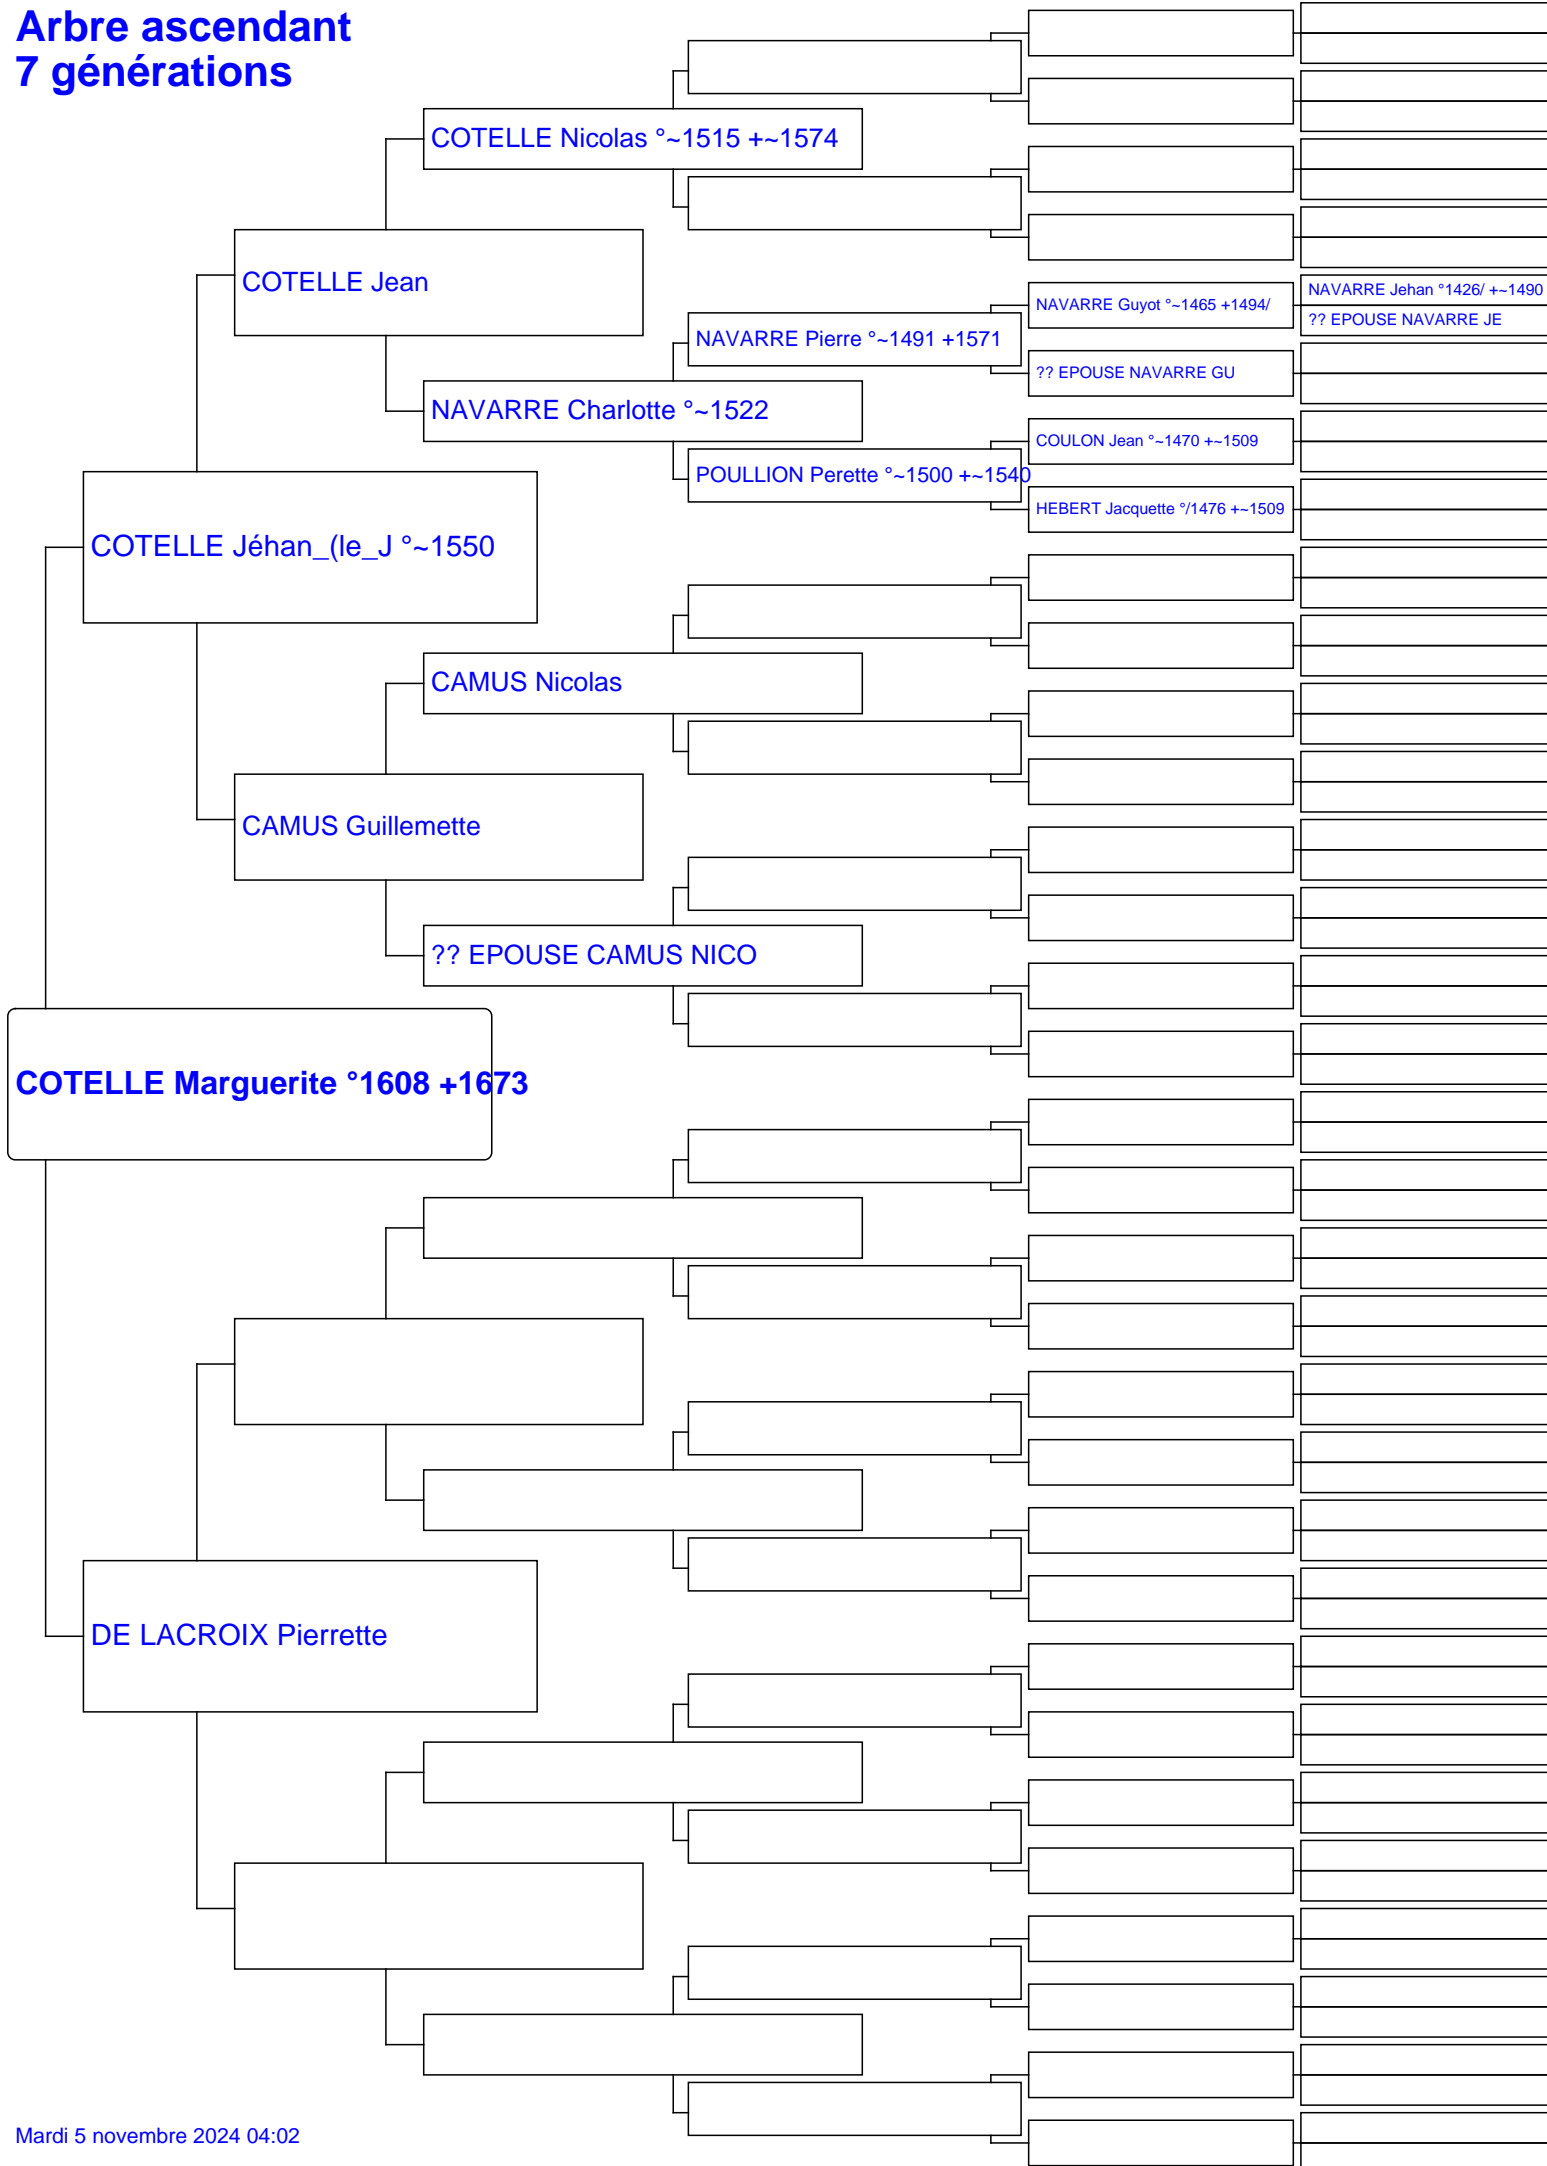 Arbre ascendant
7 générations
COTELLE Nicolas °~1515 +~1574
COTELLE Jean
NAVARRE Jehan °1426/ +~1490
NAVARRE Guyot °~1465 +1494/
?? EPOUSE NAVARRE JE
NAVARRE Pierre °~1491 +1571
?? EPOUSE NAVARRE GU
NAVARRE Charlotte °~1522
COULON Jean °~1470 +~1509
POULLION Perette °~1500 +~1540
HEBERT Jacquette °/1476 +~1509
COTELLE Jéhan_(le_J °~1550
CAMUS Nicolas
CAMUS Guillemette
?? EPOUSE CAMUS NICO
COTELLE Marguerite °1608 +1673
DE LACROIX Pierrette
Mardi 5 novembre 2024 04:02